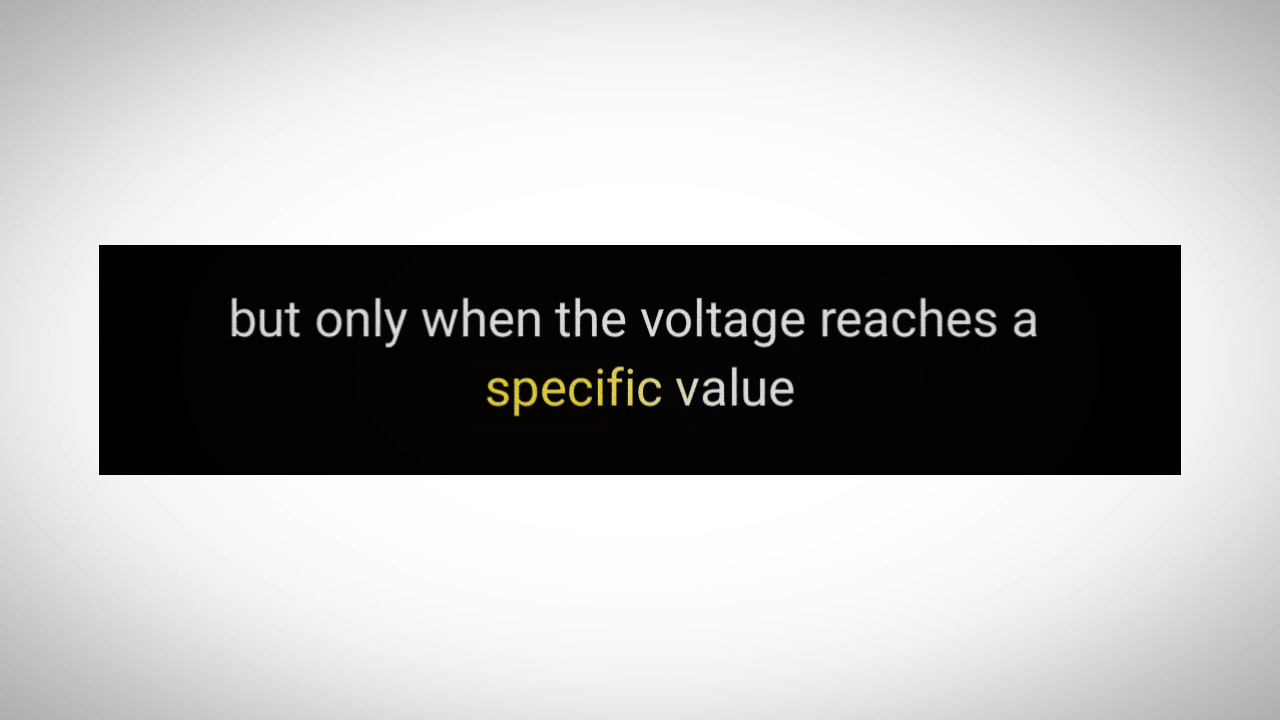 but only when the voltage reaches a
specific value